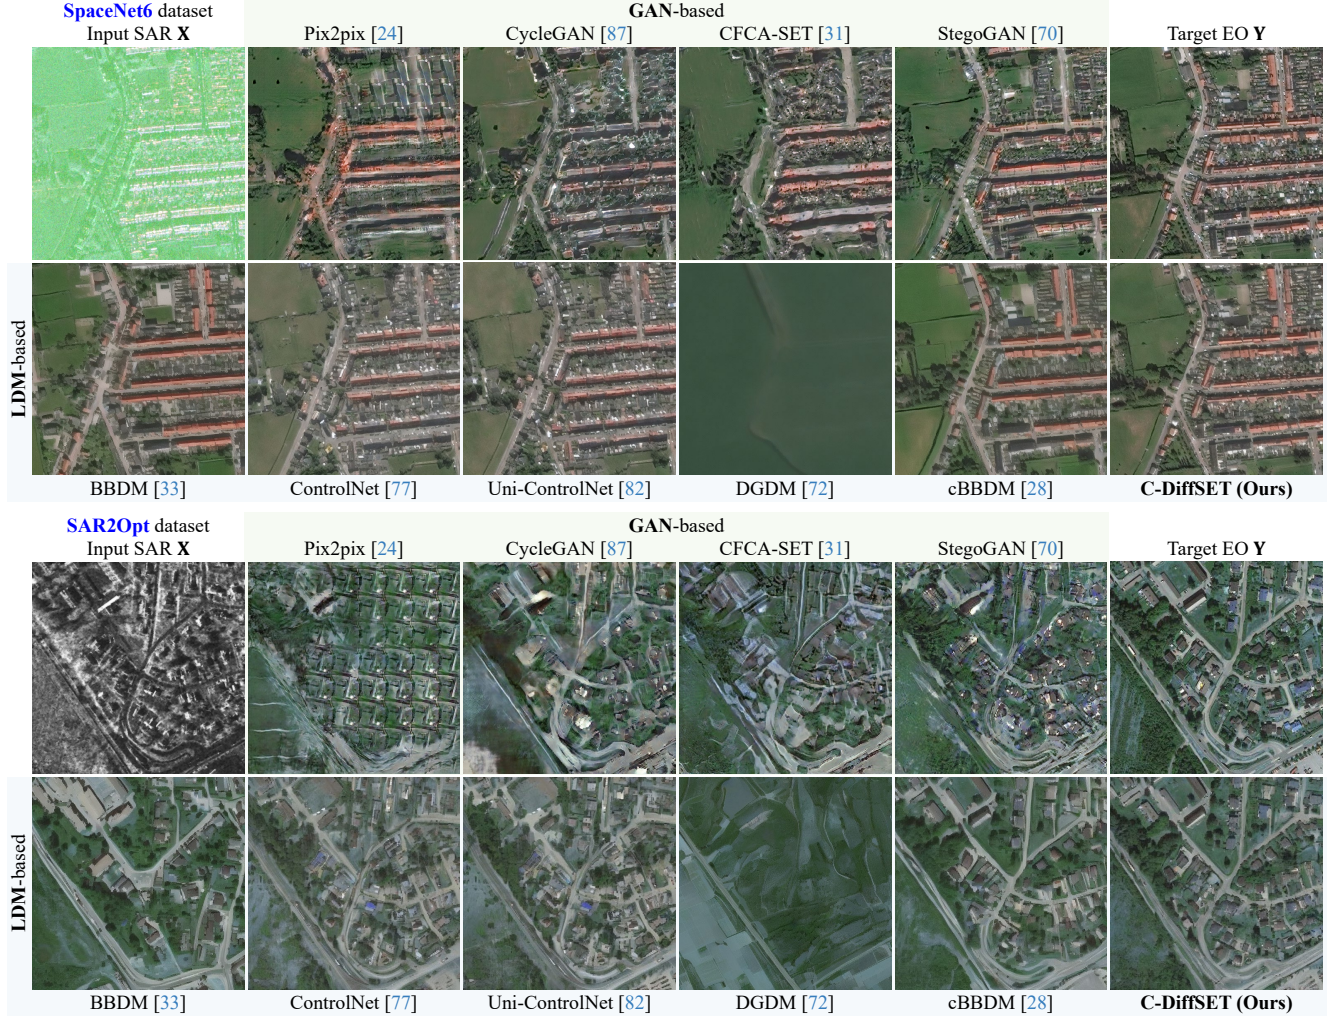 SpaceNet6 dataset
GAN-based
Input SAR X
Pix2pix [24]
CycleGAN [87]
CFCA-SET [31]
StegoGAN [70]
Target EO Y
LDM-based
BBDM [33]
ControlNet [77]
Uni-ControlNet [82]
DGDM [72]
cBBDM [28]
C-DiffSET (Ours)
SAR2Opt dataset
GAN-based
Input SAR X
Pix2pix [24]
CycleGAN [87]
CFCA-SET [31]
StegoGAN [70]
Target EO Y
LDM-based
BBDM [33]
ControlNet [77]
Uni-ControlNet [82]
DGDM [72]
cBBDM [28]
C-DiffSET (Ours)